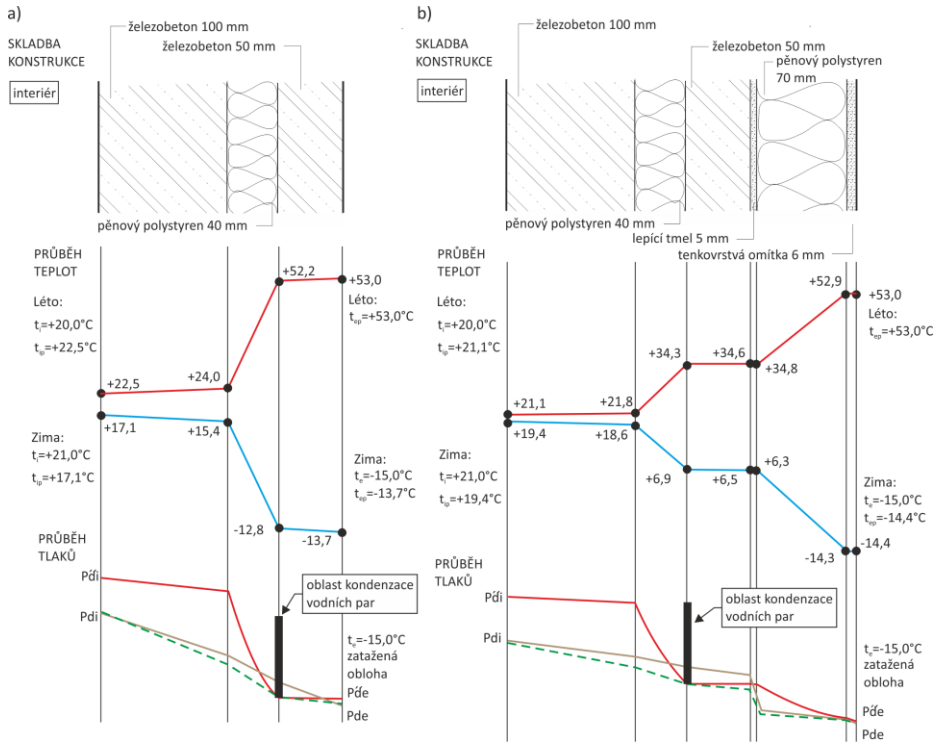 a)
železobeton 100 mm
železobeton 50 mm
SKLADBA
KONSTRUKCE
interiér
pěnový polystyren 40 mm
PRŮBĚH
TEPLOT
Léto:
tᵢ=+20,0°C
tᵢₚ=+22,5°C
+52,2
+53,0
Léto:
tₑₚ=+53,0°C
+22,5
+24,0
+17,1
+15,4
Zima:
tᵢ=+21,0°C
tᵢₚ=+17,1°C
Zima:
tₑ=-15,0°C
tₑₚ=-13,7°C
-12,8
-13,7
PRŮBĚH
TLAKŮ
Pďi
Pdi
oblast kondenzace
vodních par
tₑ=-15,0°C
zatažená
obloha
Pďe
Pde
b)
železobeton 100 mm
SKLADBA
KONSTRUKCE
železobeton 50 mm
pěnový polystyren
70 mm
interiér
pěnový polystyren 40 mm
lepící tmel 5 mm
tenkovrstvá omítka 6 mm
PRŮBĚH
TEPLOT
Léto:
tᵢ=+20,0°C
tᵢₚ=+21,1°C
+52,9
+53,0
Léto:
tₑₚ=+53,0°C
+34,3
+34,6
+34,8
+21,1
+21,8
+19,4
+18,6
Zima:
tᵢ=+21,0°C
tᵢₚ=+19,4°C
+6,9
+6,5
+6,3
Zima:
tₑ=-15,0°C
tₑₚ=-14,4°C
-14,3
-14,4
PRŮBĚH
TLAKŮ
Pďi
Pdi
oblast kondenzace
vodních par
tₑ=-15,0°C
zatažená
obloha
Pďe
Pde